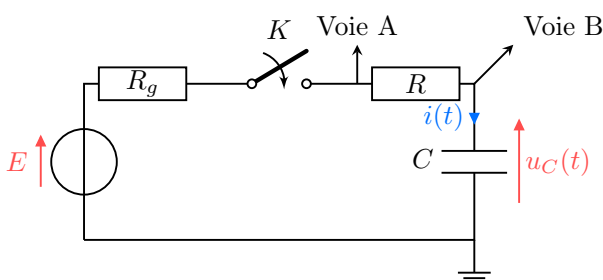 K
Voie A
Voie B
R_g
R
i(t)
E
C
u_C(t)